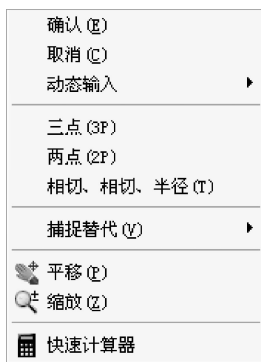 确认(E)
取消(C)
动态输入
三点(3P)
两点(2P)
相切、相切、半径(T)
捕捉替代(V)
平移(P)
缩放(Z)
快速计算器